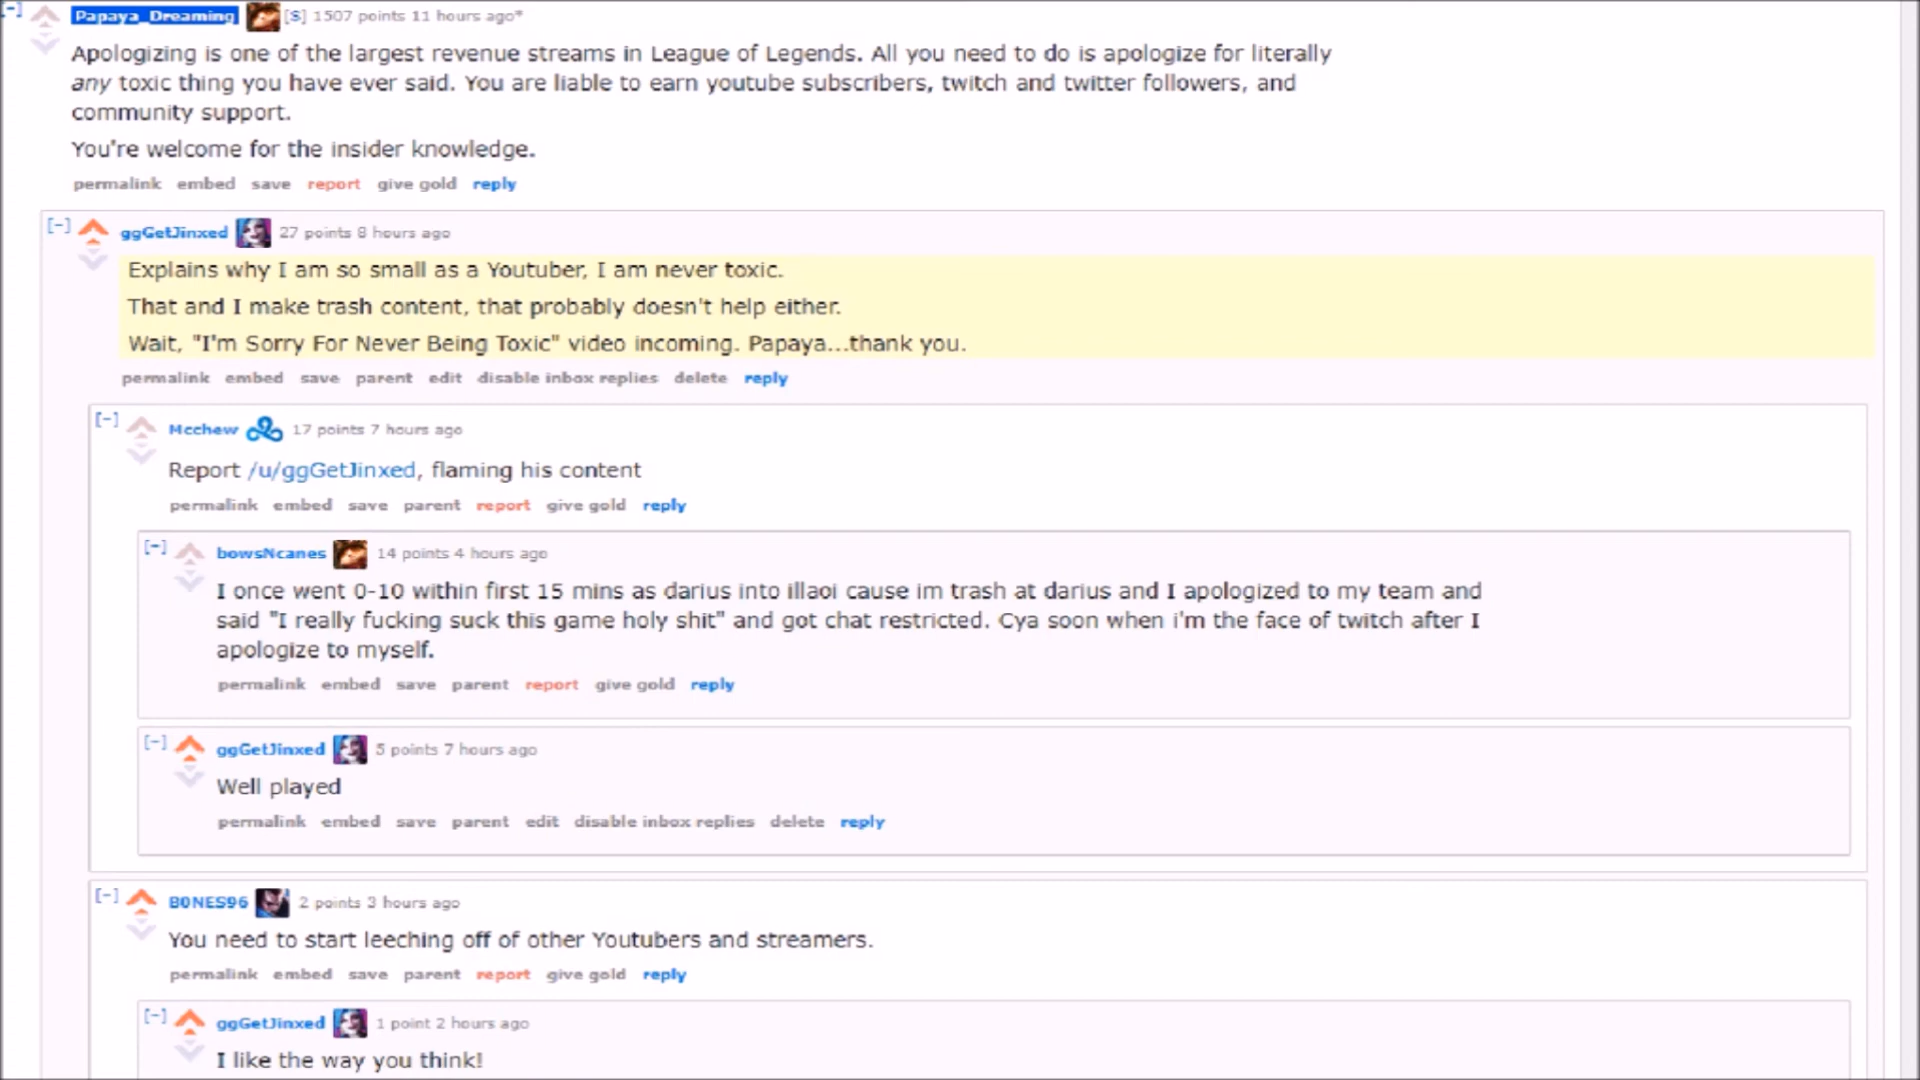 [-] Papaya_Dreaming [S] 1507 points 11 hours ago*
Apologizing is one of the largest revenue streams in League of Legends. All you need to do is apologize for literally
any toxic thing you have ever said. You are liable to earn youtube subscribers, twitch and twitter followers, and
community support.
You're welcome for the insider knowledge.
permalink embed save report give gold reply
[-] ggGetJinxed 27 points 8 hours ago
Explains why I am so small as a Youtuber, I am never toxic.
That and I make trash content, that probably doesn't help either.
Wait, "I'm Sorry For Never Being Toxic" video incoming. Papaya...thank you.
permalink embed save parent edit disable inbox replies delete reply
[-] Mcchew 17 points 7 hours ago
Report /u/ggGetJinxed, flaming his content
permalink embed save parent report give gold reply
[-] bowsNcanes 14 points 4 hours ago
I once went 0-10 within first 15 mins as darius into illaoi cause im trash at darius and I apologized to my team and
said "I really fucking suck this game holy shit" and got chat restricted. Cya soon when i'm the face of twitch after I
apologize to myself.
permalink embed save parent report give gold reply
[-] ggGetJinxed 5 points 7 hours ago
Well played
permalink embed save parent edit disable inbox replies delete reply
[-] B0NES96 2 points 3 hours ago
You need to start leeching off of other Youtubers and streamers.
permalink embed save parent report give gold reply
[-] ggGetJinxed 1 point 2 hours ago
I like the way you think!